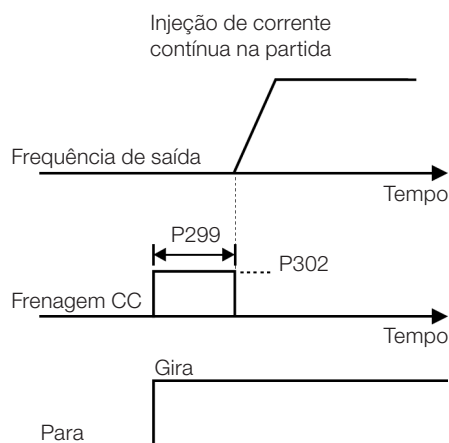 Injeção de corrente
contínua na partida
Frequência de saída
Tempo
P299
P302
Frenagem CC
Tempo
Gira
Para